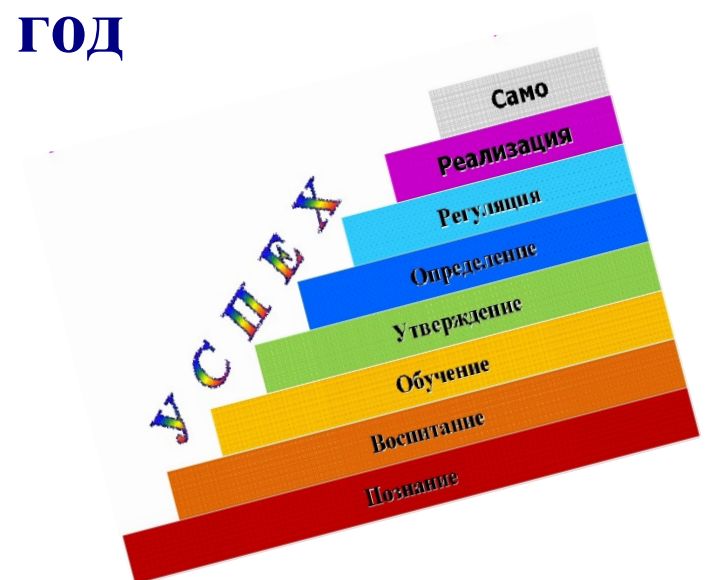 год
Само
Реализация
Регуляция
Определение
Утверждение
Обучение
Воспитание
Познание
УСПЕХ